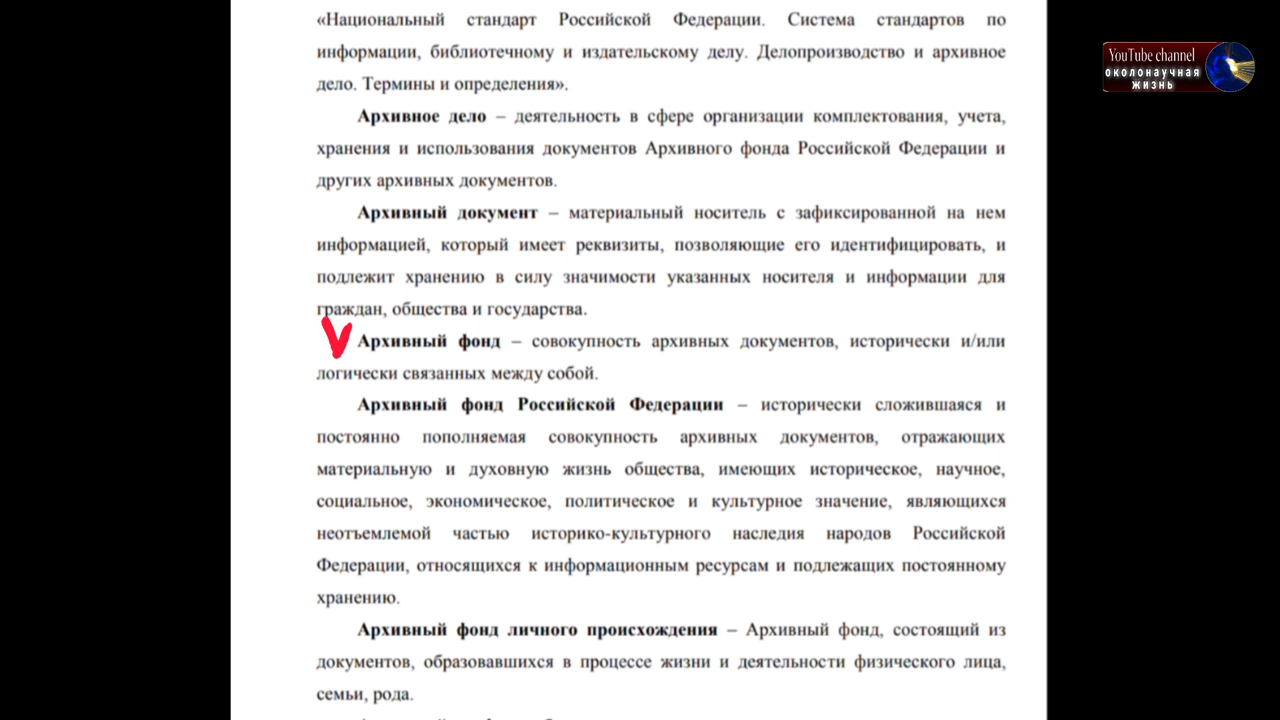 «Национальный стандарт Российской Федерации. Система стандартов по
информации, библиотечному и издательскому делу. Делопроизводство и архивное
дело. Термины и определения».
Архивное дело – деятельность в сфере организации комплектования, учета,
хранения и использования документов Архивного фонда Российской Федерации и
других архивных документов.
Архивный документ – материальный носитель с зафиксированной на нем
информацией, который имеет реквизиты, позволяющие его идентифицировать, и
подлежит хранению в силу значимости указанных носителя и информации для
граждан, общества и государства.
Архивный фонд – совокупность архивных документов, исторически и/или
логически связанных между собой.
Архивный фонд Российской Федерации – исторически сложившаяся и
постоянно пополняемая совокупность архивных документов, отражающих
материальную и духовную жизнь общества, имеющих историческое, научное,
социальное, экономическое, политическое и культурное значение, являющихся
неотъемлемой частью историко-культурного наследия народов Российской
Федерации, относящихся к информационным ресурсам и подлежащих постоянному
хранению.
Архивный фонд личного происхождения – Архивный фонд, состоящий из
документов, образовавшихся в процессе жизни и деятельности физического лица,
семьи, рода.
YouTube channel
околонаучная
жизнь